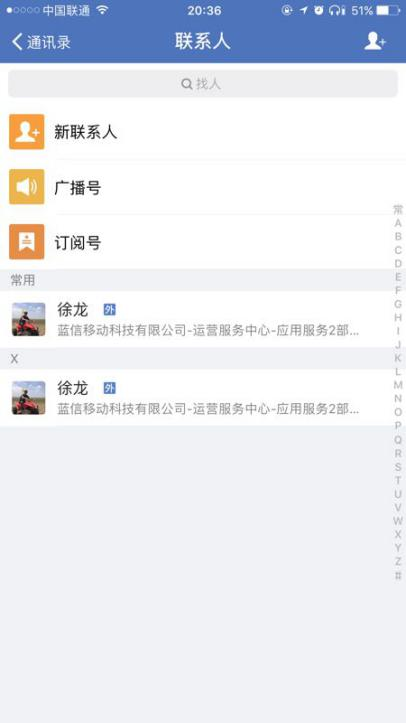 中国联通 20:36 51%
通讯录 联系人
找人
新联系人
广播号
订阅号
常用
徐龙 外
蓝信移动科技有限公司-运营服务中心-应用服务2部...
X
徐龙 外
蓝信移动科技有限公司-运营服务中心-应用服务2部...
常
A
B
C
D
E
F
G
H
I
J
K
L
M
N
O
P
Q
R
S
T
U
V
W
X
Y
Z
#